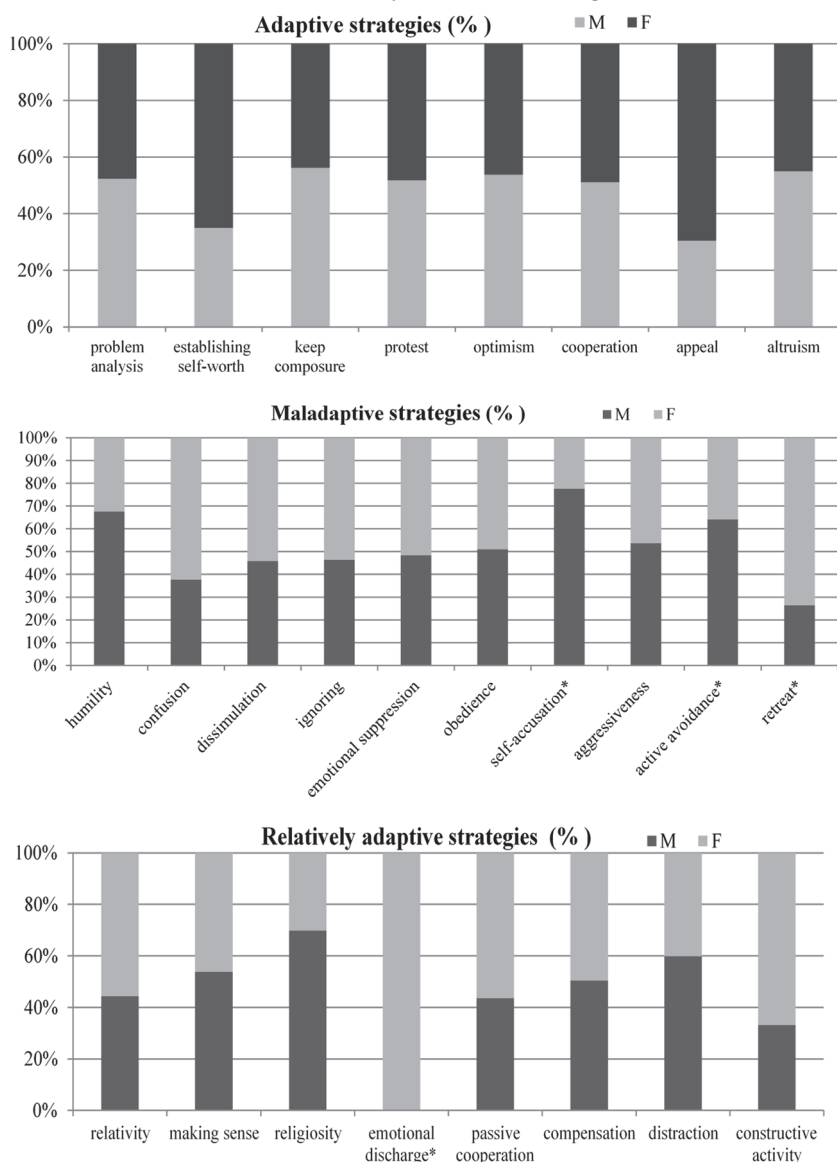 Adaptive strategies (% )
M F
100%
80%
60%
40%
20%
0%
problem analysis
establishing self-worth
keep composure
protest
optimism
cooperation
appeal
altruism
Maladaptive strategies (% )
M F
100%
90%
80%
70%
60%
50%
40%
30%
20%
10%
0%
humility
confusion
dissimulation
ignoring
emotional suppression
obedience
self-accusation*
aggressiveness
active avoidance*
retreat*
Relatively adaptive strategies (% )
M F
100%
80%
60%
40%
20%
0%
relativity
making sense
religiosity
emotional discharge*
passive cooperation
compensation
distraction
constructive activity